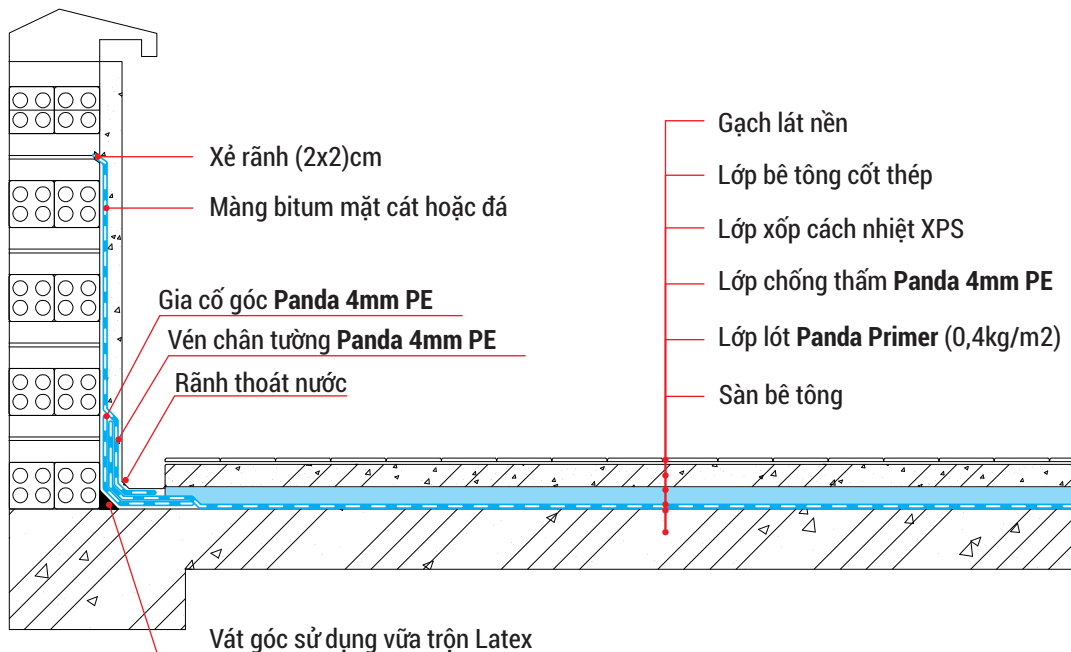 Xẻ rãnh (2x2)cm
Màng bitum mặt cát hoặc đá
Gia cố góc Panda 4mm PE
Vén chân tường Panda 4mm PE
Rãnh thoát nước
Gạch lát nền
Lớp bê tông cốt thép
Lớp xốp cách nhiệt XPS
Lớp chống thấm Panda 4mm PE
Lớp lót Panda Primer (0,4kg/m2)
Sàn bê tông
Vát góc sử dụng vữa trộn Latex